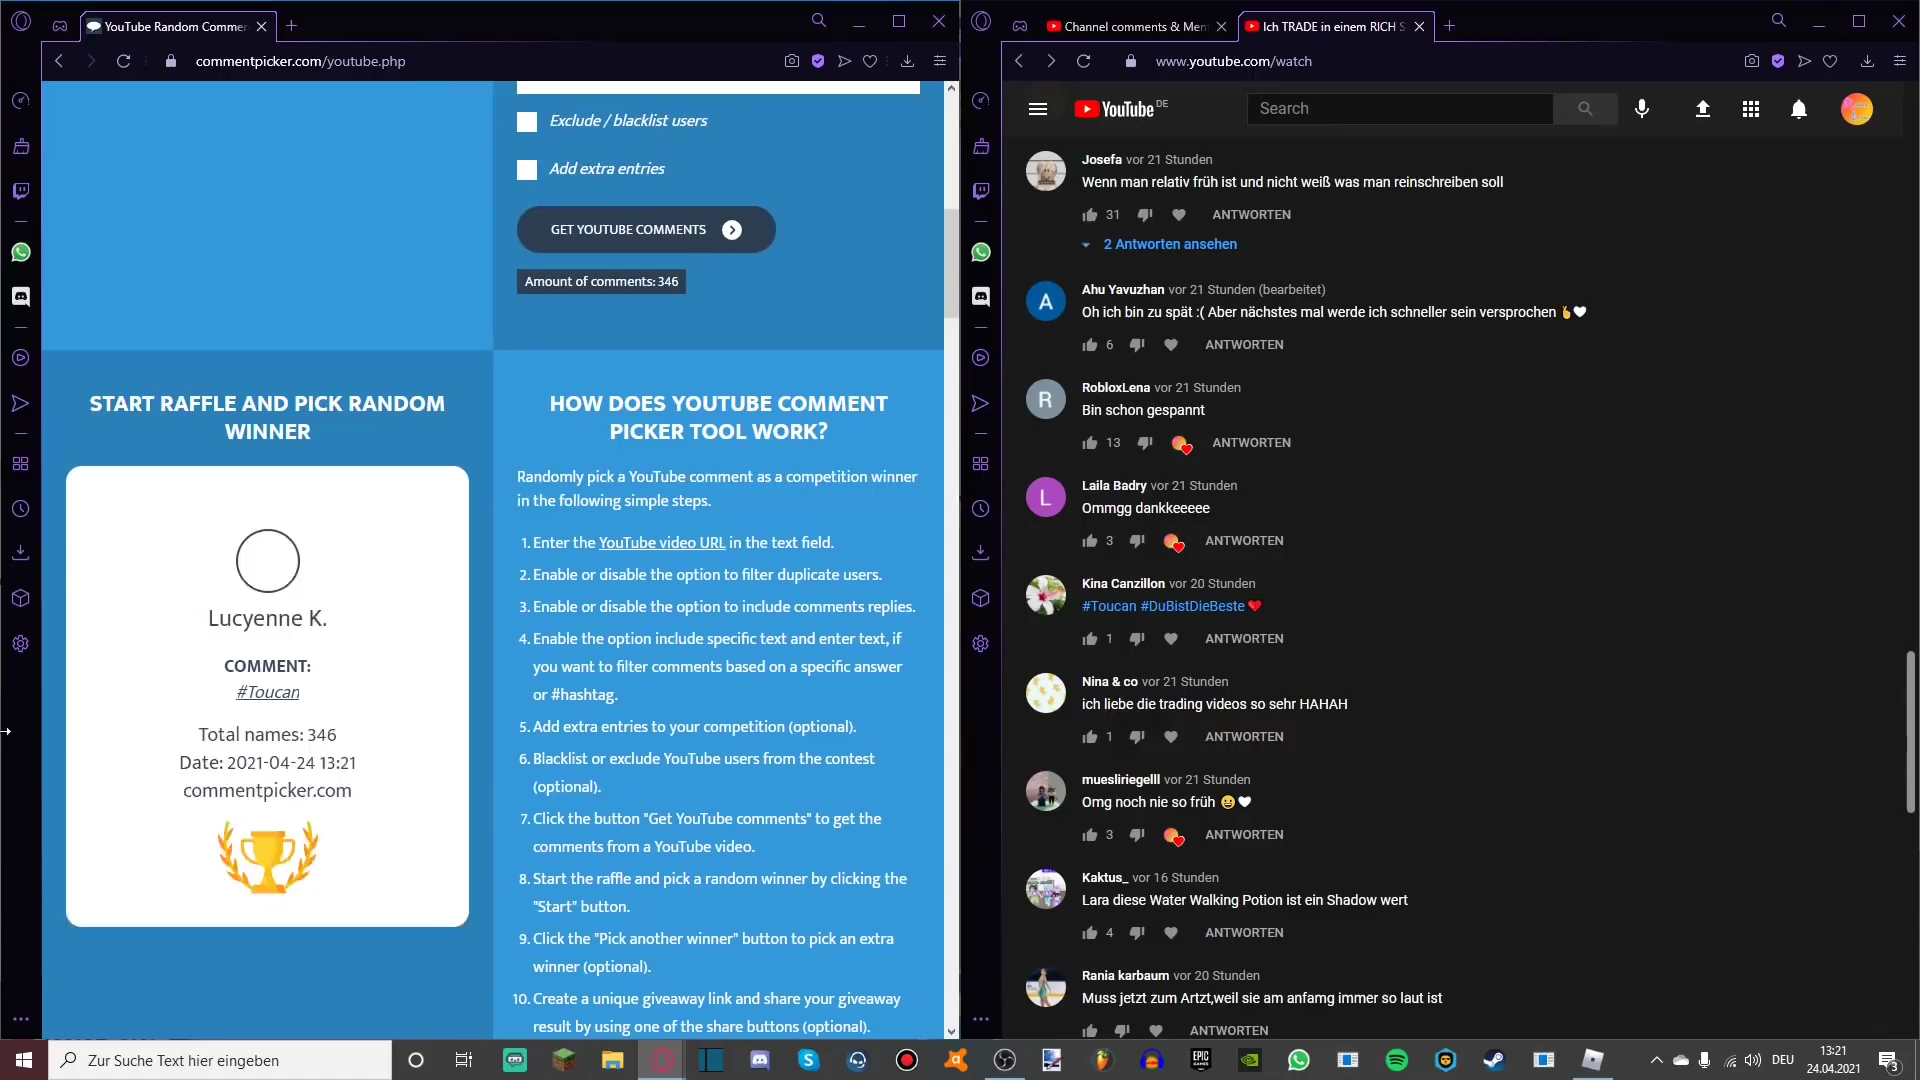 YouTube Random Commen
commentpicker.com/youtube.php
Exclude / blacklist users
Add extra entries
GET YOUTUBE COMMENTS
Amount of comments: 346
START RAFFLE AND PICK RANDOM
WINNER
Lucyenne K.
COMMENT:
#Toucan
Total names: 346
Date: 2021-04-24 13:21
commentpicker.com
HOW DOES YOUTUBE COMMENT
PICKER TOOL WORK?
Randomly pick a YouTube comment as a competition winner
in the following simple steps.
1. Enter the YouTube video URL in the text field.
2. Enable or disable the option to filter duplicate users.
3. Enable or disable the option to include comments replies.
4. Enable the option include specific text and enter text, if
you want to filter comments based on a specific answer
or #hashtag.
5. Add extra entries to your competition (optional).
6. Blacklist or exclude YouTube users from the contest
(optional).
7. Click the button "Get YouTube comments" to get the
comments from a YouTube video.
8. Start the raffle and pick a random winner by clicking the
"Start" button.
9. Click the "Pick another winner" button to pick an extra
winner (optional).
10. Create a unique giveaway link and share your giveaway
result by using one of the share buttons (optional).
Channel comments & Men
Ich TRADE in einem RICH S
www.youtube.com/watch
YouTube DE
Search
Josefa vor 21 Stunden
Wenn man relativ früh ist und nicht weiß was man reinschreiben soll
31 ANTWORTEN
2 Antworten ansehen
A
Ahu Yavuzhan vor 21 Stunden (bearbeitet)
Oh ich bin zu spät :( Aber nächstes mal werde ich schneller sein versprochen 🤞🤍
6 ANTWORTEN
R
RobloxLena vor 21 Stunden
Bin schon gespannt
13 ANTWORTEN
L
Laila Badry vor 21 Stunden
Ommgg dankkeeeee
3 ANTWORTEN
Kina Canzillon vor 20 Stunden
#Toucan #DuBistDieBeste ❤
1 ANTWORTEN
Nina & co vor 21 Stunden
ich liebe die trading videos so sehr HAHAH
1 ANTWORTEN
muesliriegelll vor 21 Stunden
Omg noch nie so früh 😀🤍
3 ANTWORTEN
Kaktus_ vor 16 Stunden
Lara diese Water Walking Potion ist ein Shadow wert
4 ANTWORTEN
Rania karbaum vor 20 Stunden
Muss jetzt zum Artzt,weil sie am anfamg immer so laut ist
ANTWORTEN
Zur Suche Text hier eingeben
EPIC GAMES
DEU
13:21
24.04.2021
3